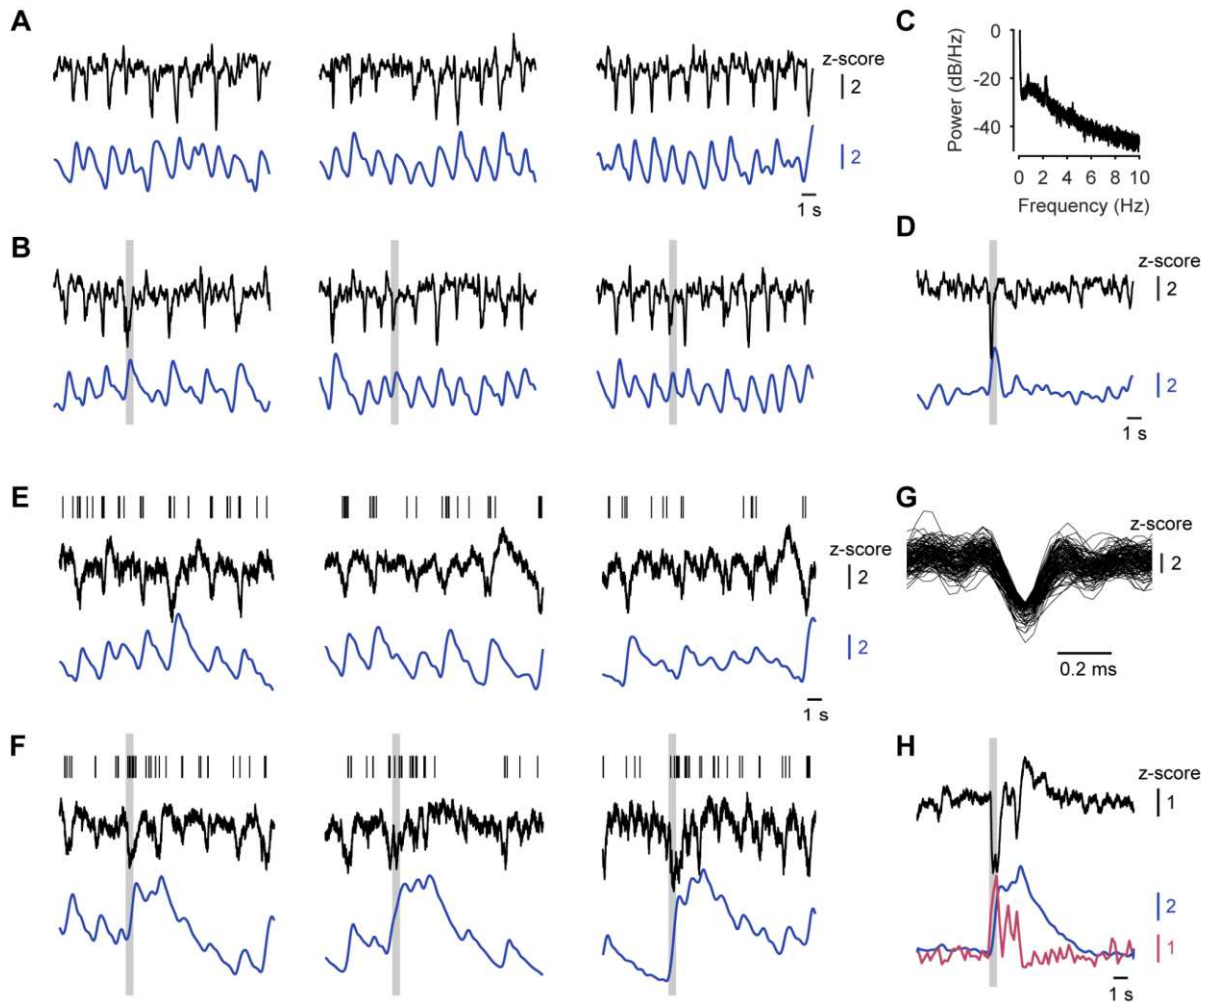 A
z-score
2
2
1 s
B
C
0
-20
-40
Power (dB/Hz)
0 2 4 6 8 10
Frequency (Hz)
D
z-score
2
2
1 s
E
z-score
2
2
1 s
F
G
z-score
2
0.2 ms
H
z-score
1
2
1
1 s